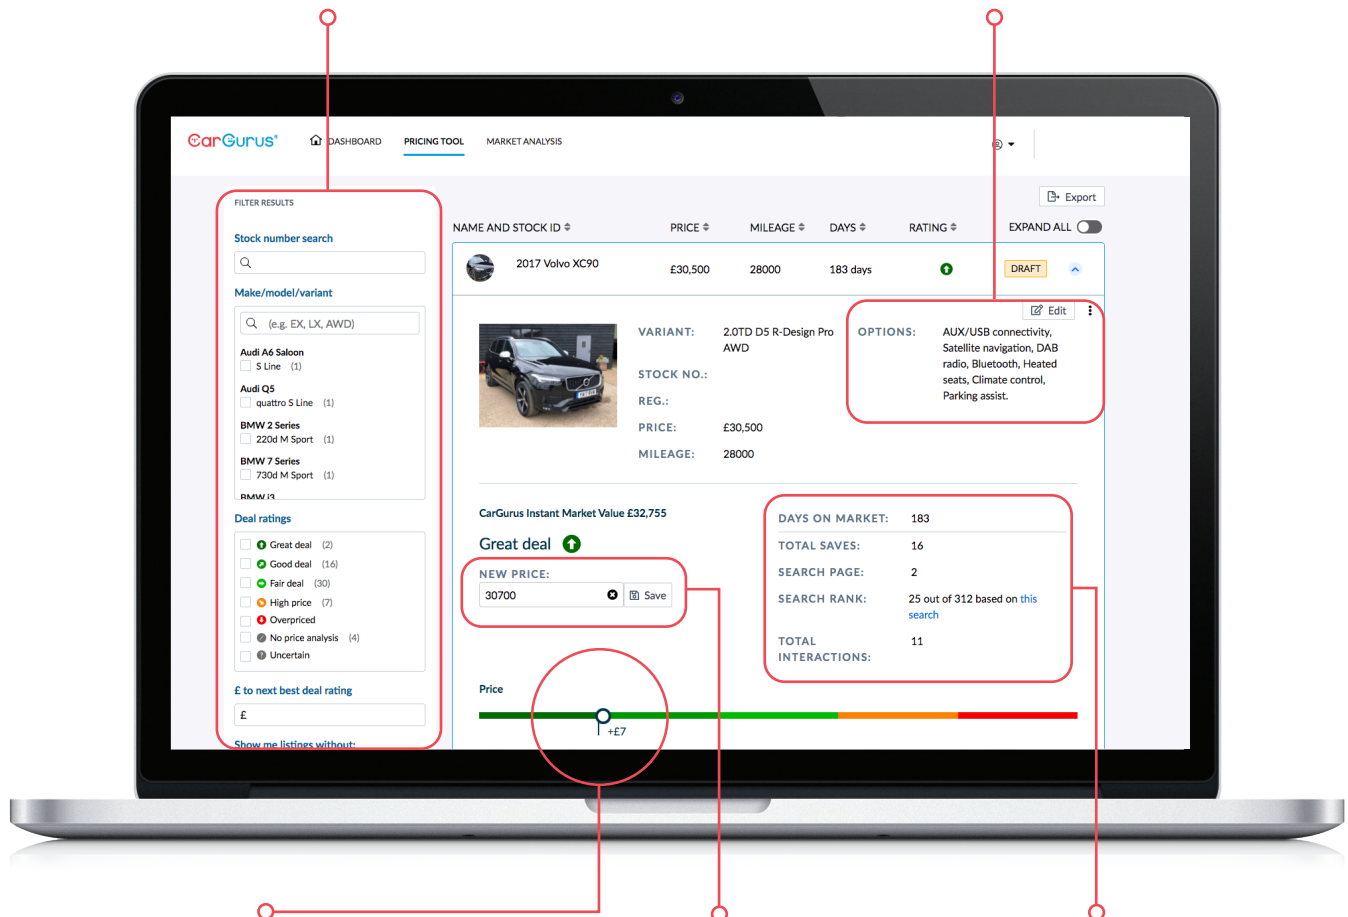 CarGurus®
DASHBOARD
PRICING TOOL
MARKET ANALYSIS
FILTER RESULTS
Stock number search
Make/model/variant
(e.g. EX, LX, AWD)
Audi A6 Saloon
S Line (1)
Audi Q5
quattro S Line (1)
BMW 2 Series
220d M Sport (1)
BMW 7 Series
730d M Sport (1)
BMW i3
Deal ratings
Great deal (2)
Good deal (16)
Fair deal (30)
High price (7)
Overpriced
No price analysis (4)
Uncertain
£ to next best deal rating
£
Show me listings without:
Export
NAME AND STOCK ID PRICE MILEAGE DAYS RATING EXPAND ALL
2017 Volvo XC90 £30,500 28000 183 days DRAFT
Edit
VARIANT: 2.0TD D5 R-Design Pro
AWD
STOCK NO.:
REG.:
PRICE: £30,500
MILEAGE: 28000
OPTIONS: AUX/USB connectivity,
Satellite navigation, DAB
radio, Bluetooth, Heated
seats, Climate control,
Parking assist.
CarGurus Instant Market Value £32,755
Great deal
NEW PRICE:
30700
Save
DAYS ON MARKET: 183
TOTAL SAVES: 16
SEARCH PAGE: 2
SEARCH RANK: 25 out of 312 based on this
search
TOTAL 11
INTERACTIONS:
Price
+£7